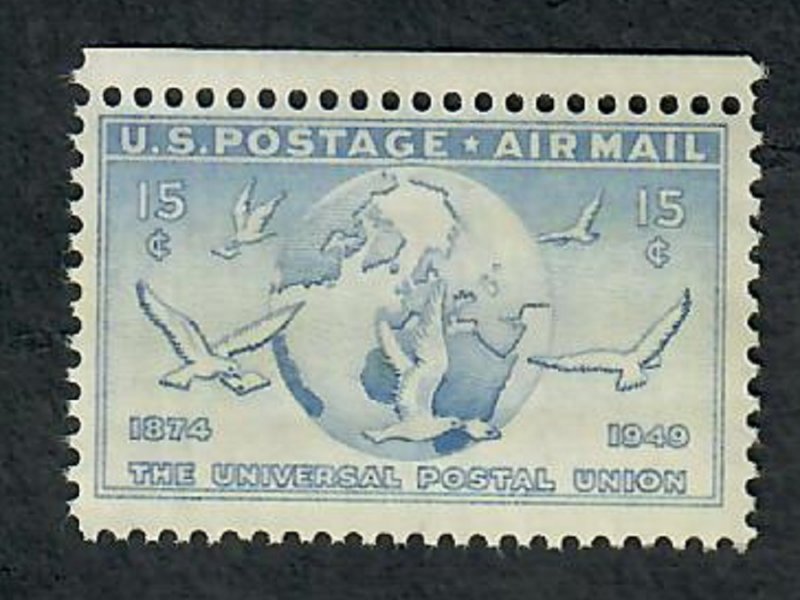 U.S. POSTAGE ★ AIR MAIL
15¢ 15¢
1874 1949
THE UNIVERSAL POSTAL UNION